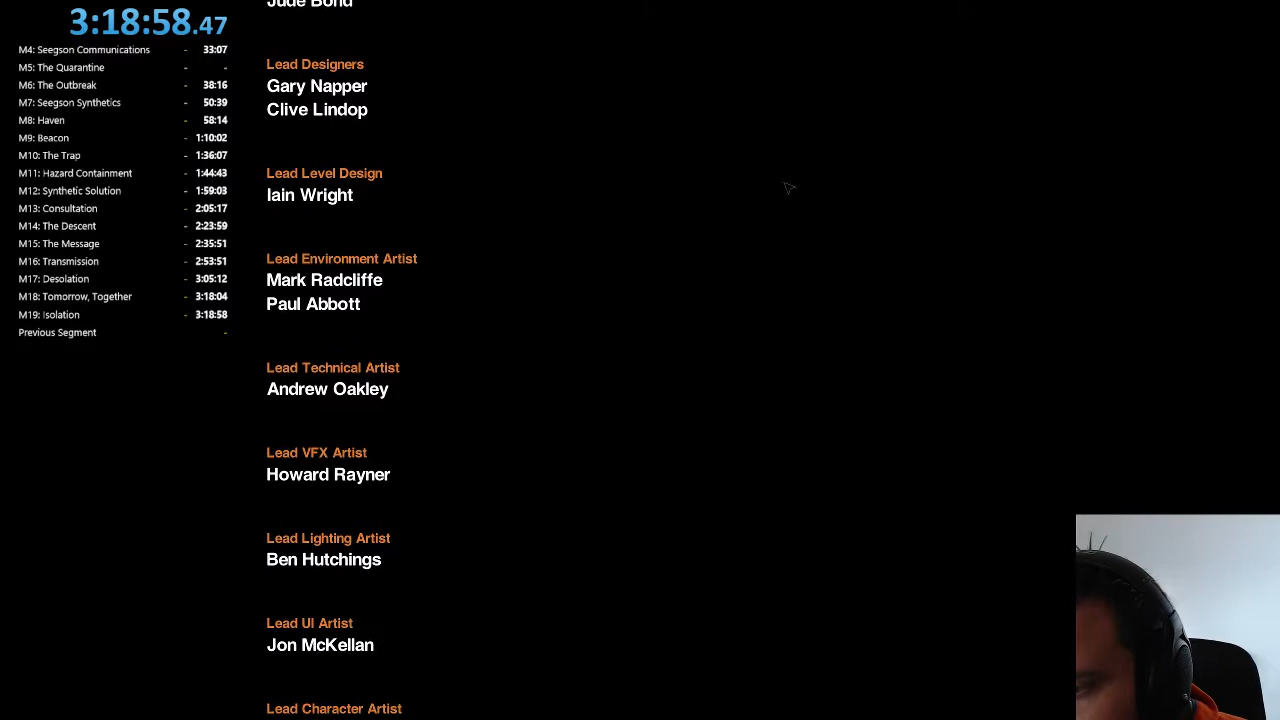 3:18:58.47
M4: Seegson Communications - 33:07
M5: The Quarantine - -
M6: The Outbreak - 38:16
M7: Seegson Synthetics - 50:39
M8: Haven - 58:14
M9: Beacon - 1:10:02
M10: The Trap - 1:36:07
M11: Hazard Containment - 1:44:43
M12: Synthetic Solution - 1:59:03
M13: Consultation - 2:05:17
M14: The Descent - 2:23:59
M15: The Message - 2:35:51
M16: Transmission - 2:53:51
M17: Desolation - 3:05:12
M18: Tomorrow, Together - 3:18:04
M19: Isolation - 3:18:58
Previous Segment -
Jude Bond
Lead Designers
Gary Napper
Clive Lindop
Lead Level Design
Iain Wright
Lead Environment Artist
Mark Radcliffe
Paul Abbott
Lead Technical Artist
Andrew Oakley
Lead VFX Artist
Howard Rayner
Lead Lighting Artist
Ben Hutchings
Lead UI Artist
Jon McKellan
Lead Character Artist